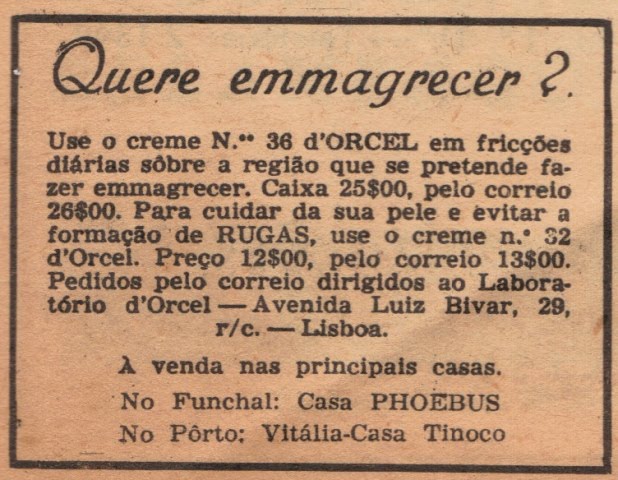 Quere emmagrecer?.
Use o creme N.º 36 d'ORCEL em fricções
diárias sôbre a região que se pretende fa-
zer emmagrecer. Caixa 25$00, pelo correio
26$00. Para cuidar da sua pele e evitar a
formação de RUGAS, use o creme n.º 32
d'Orcel. Preço 12$00, pelo correio 13$00.
Pedidos pelo correio dirigidos ao Labora-
tório d'Orcel — Avenida Luiz Bivar, 29,
r/c. — Lisboa.
À venda nas principais casas.
No Funchal: Casa PHOEBUS
No Pôrto: Vitália-Casa Tinoco